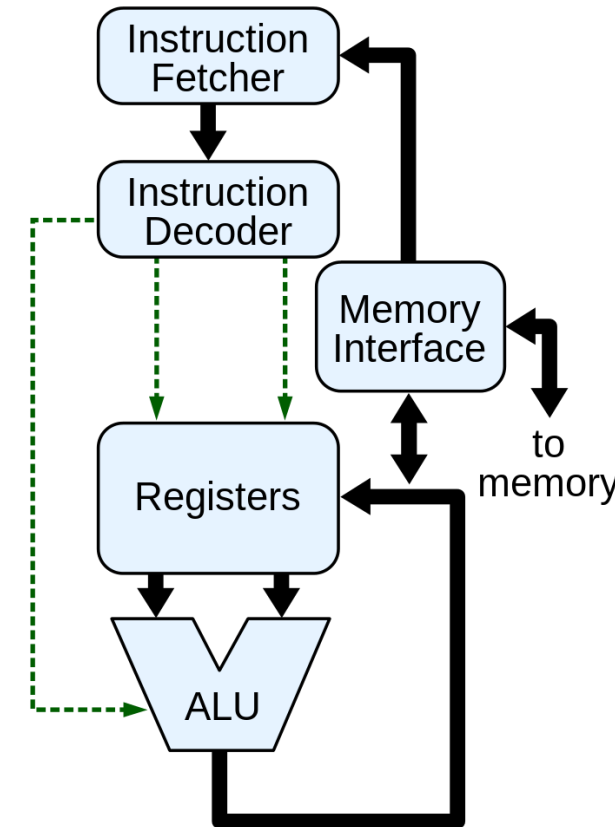 Instruction
Fetcher
Instruction
Decoder
Memory
Interface
to
memory
Registers
ALU